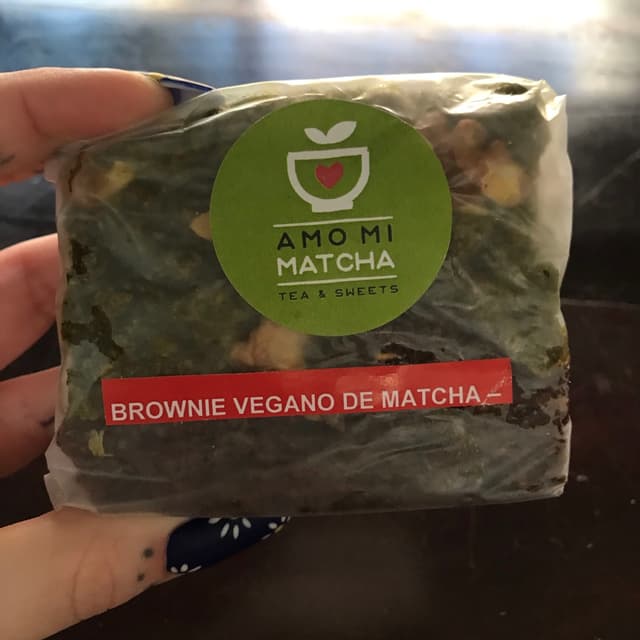 AMO MI
MATCHA
TEA & SWEETS
BROWNIE VEGANO DE MATCHA –